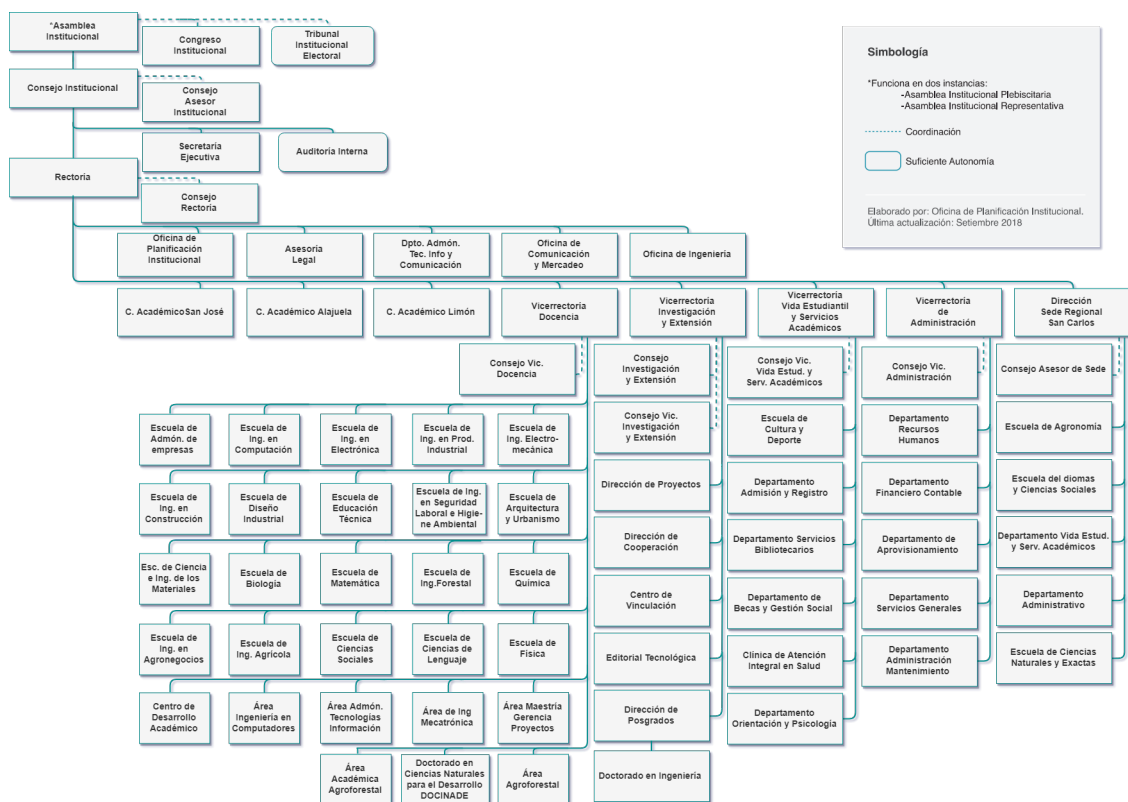 *Asamblea
Institucional
Congreso
Institucional
Tribunal
Institucional
Electoral
Consejo Institucional
Consejo
Asesor
Institucional
Secretaría
Ejecutiva
Auditoría Interna
Rectoría
Consejo
Rectoría
Simbología
*Funciona en dos instancias:
-Asamblea Institucional Plebiscitaria
-Asamblea Institucional Representativa
Coordinación
Suficiente Autonomía
Elaborado por: Oficina de Planificación Institucional.
Última actualización: Setiembre 2018
Oficina de
Planificación
Institucional
Asesoría
Legal
Dpto. Admón.
Tec. Info y
Comunicación
Oficina de
Comunicación
y Mercadeo
Oficina de Ingeniería
C. Académico San José
C. Académico Alajuela
C. Académico Limón
Vicerrectoría
Docencia
Vicerrectoría
Investigación
y Extensión
Vicerrectoría
Vida Estudiantil
y Servicios
Académicos
Vicerrectoría
de
Administración
Dirección
Sede Regional
San Carlos
Consejo Vic.
Docencia
Consejo
Investigación
y Extensión
Consejo Vic.
Vida Estud. y
Serv. Académicos
Consejo Vic.
Administración
Consejo Asesor de Sede
Escuela de
Admón. de
empresas
Escuela de
Ing. en
Computación
Escuela de
Ing. en
Electrónica
Escuela de
Ing. en Prod.
Industrial
Escuela de
Ing. Electro-
mecánica
Consejo Vic.
Investigación
y Extensión
Escuela de
Cultura y
Deporte
Departamento
Recursos
Humanos
Escuela de Agronomía
Escuela de
Ing. en
Construcción
Escuela de
Diseño
Industrial
Escuela de
Educación
Técnica
Escuela de Ing.
en Seguridad
Laboral e Higie-
ne Ambiental
Escuela de
Arquitectura
y Urbanismo
Dirección de Proyectos
Departamento
Admisión y Registro
Departamento
Financiero Contable
Escuela del diomas
y Ciencias Sociales
Esc. de Ciencia
e Ing. de los
Materiales
Escuela de
Biología
Escuela de
Matemática
Escuela de
Ing.Forestal
Escuela de
Química
Dirección de
Cooperación
Departamento Servicios
Bibliotecarios
Departamento de
Aprovisionamiento
Departamento Vida Estud.
y Serv. Académicos
Escuela de
Ing. en
Agronegocios
Escuela de
Ing. Agrícola
Escuela de
Ciencias
Sociales
Escuela de
Ciencias de
Lenguaje
Escuela de
Física
Centro de
Vinculación
Departamento de
Becas y Gestión Social
Departamento
Servicios Generales
Departamento
Administrativo
Editorial Tecnológica
Clínica de Atención
Integral en Salud
Departamento
Administración
Mantenimiento
Escuela de Ciencias
Naturales y Exactas
Centro de
Desarrollo
Académico
Área
Ingeniería en
Computadores
Área Admón.
Tecnologías
Información
Área de Ing
Mecatrónica
Área Maestría
Gerencia
Proyectos
Dirección de
Posgrados
Departamento
Orientación y Psicología
Área
Académica
Agroforestal
Doctorado en
Ciencias Naturales
para el Desarrollo
DOCINADE
Área
Agroforestal
Doctorado en Ingeniería